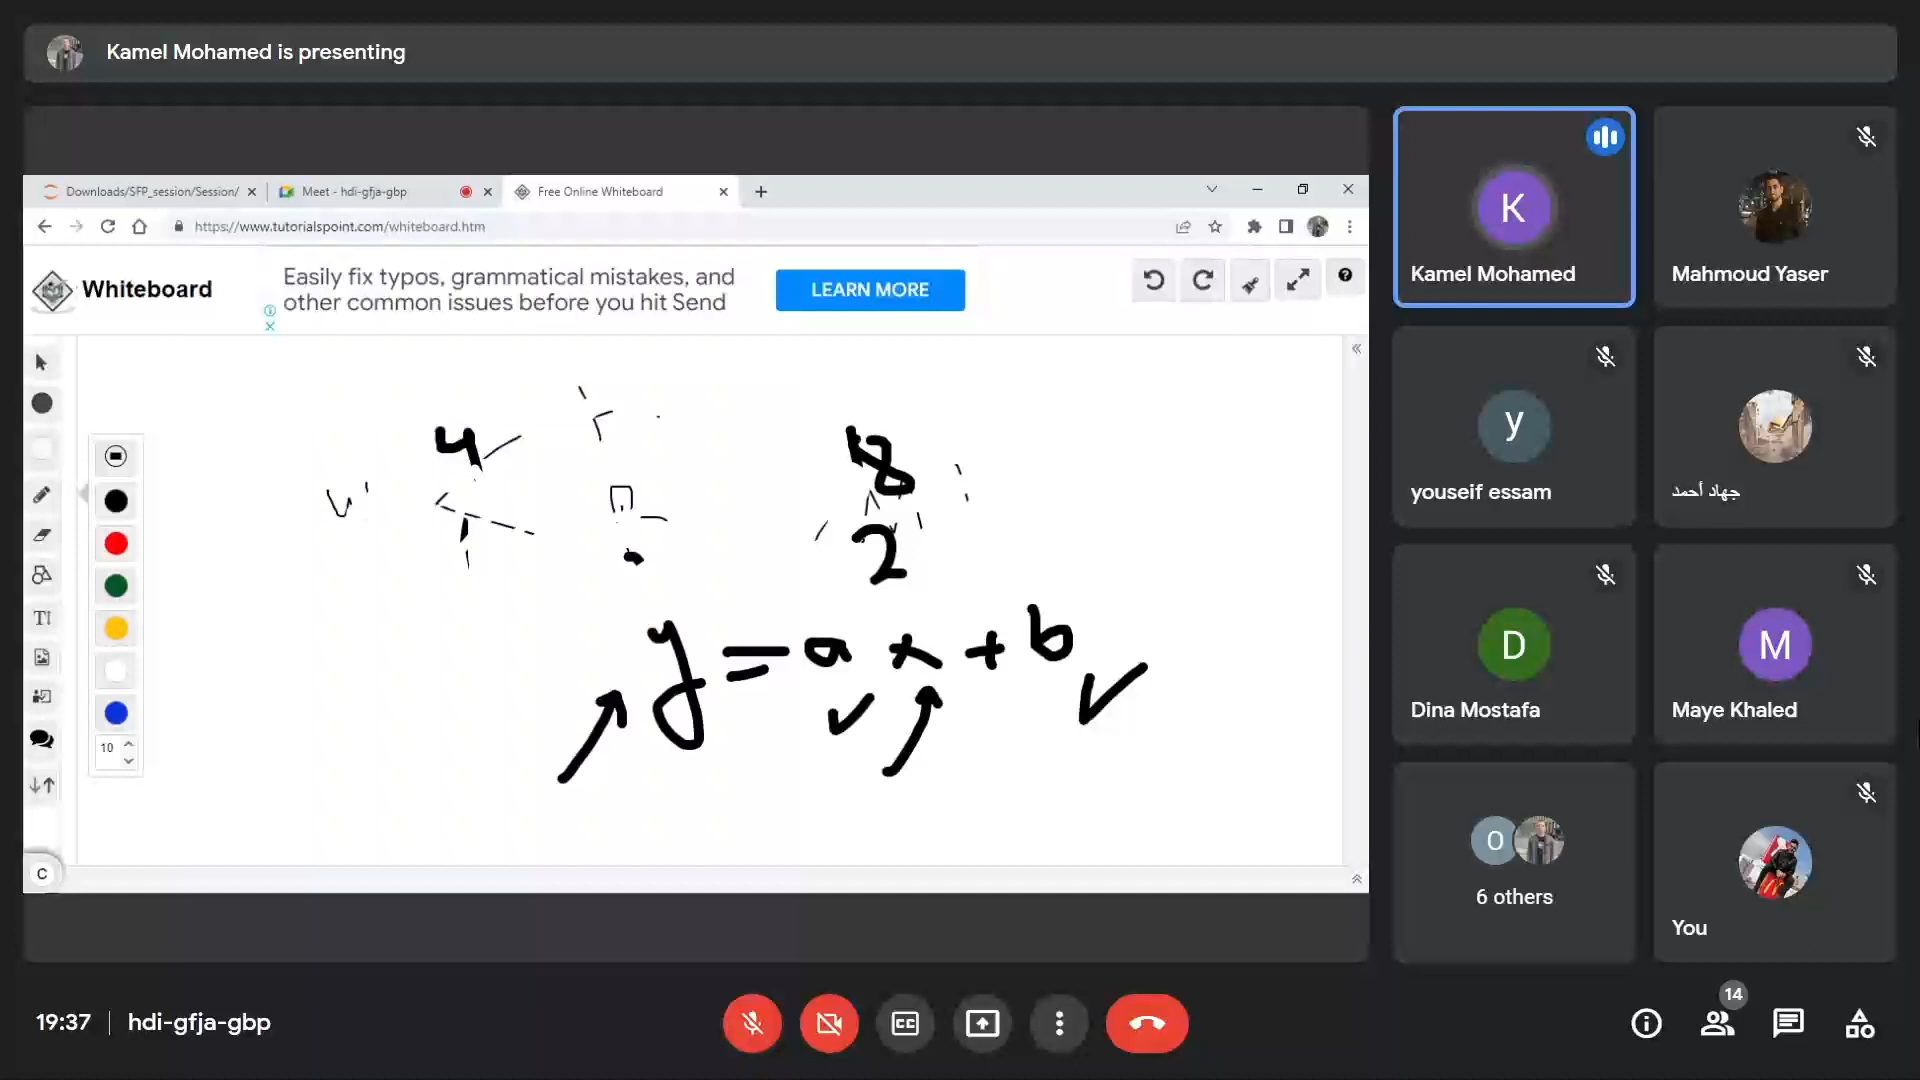 Kamel Mohamed is presenting
Downloads/SFP_session/Session/
Meet - hdi-gfja-gbp
Free Online Whiteboard
https://www.tutorialspoint.com/whiteboard.htm
Whiteboard
Easily fix typos, grammatical mistakes, and
other common issues before you hit Send
LEARN MORE
4
8
2
y = a x + b
TI
10
C
K
Kamel Mohamed
Mahmoud Yaser
y
youseif essam
جهاد أحمد
D
Dina Mostafa
M
Maye Khaled
O
6 others
You
19:37
hdi-gfja-gbp
CC
14